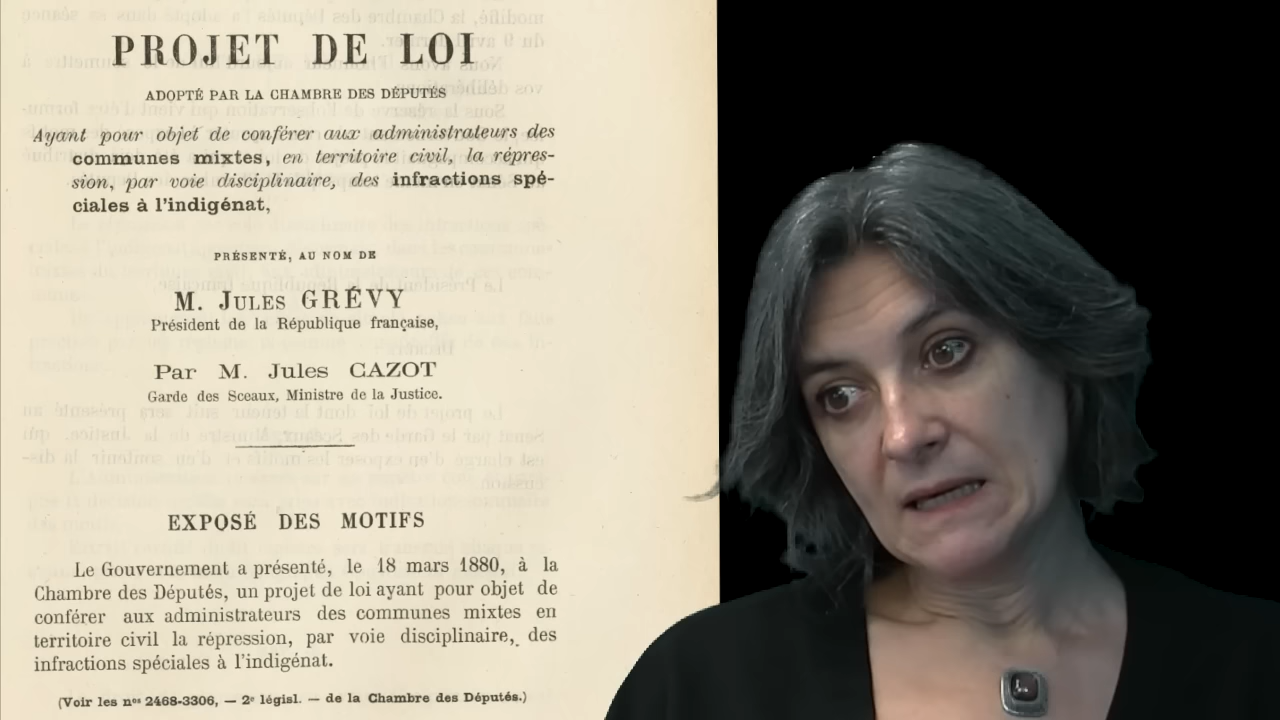 PROJET DE LOI
ADOPTÉ PAR LA CHAMBRE DES DÉPUTÉS
Ayant pour objet de conférer aux administrateurs des
communes mixtes, en territoire civil, la répres-
sion, par voie disciplinaire, des infractions spé-
ciales à l'indigénat,
PRÉSENTÉ, AU NOM DE
M. JULES GRÉVY
Président de la République française,
Par M. Jules CAZOT
Garde des Sceaux, Ministre de la Justice.
EXPOSÉ DES MOTIFS
Le Gouvernement a présenté, le 18 mars 1880, à la
Chambre des Députés, un projet de loi ayant pour objet de
conférer aux administrateurs des communes mixtes en
territoire civil la répression, par voie disciplinaire, des
infractions spéciales à l'indigénat.
(Voir les nos 2468-3306, — 2e législ. — de la Chambre des Députés.)